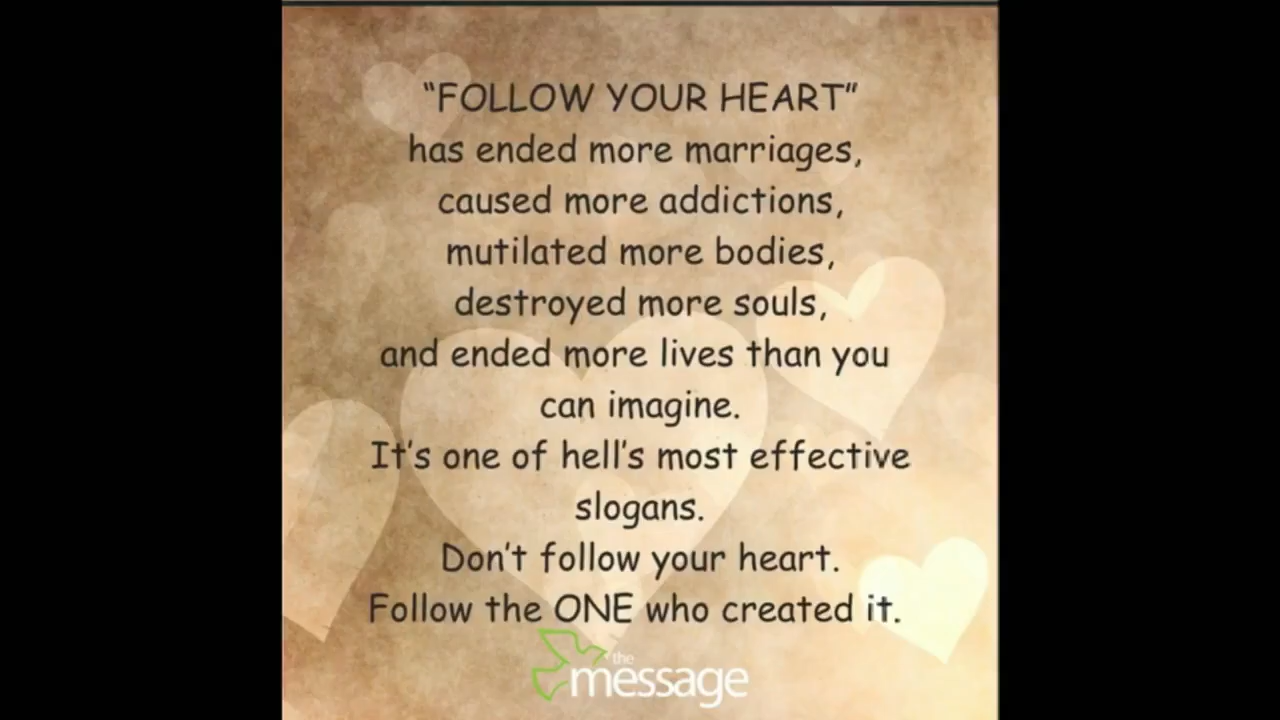 “FOLLOW YOUR HEART”
has ended more marriages,
caused more addictions,
mutilated more bodies,
destroyed more souls,
and ended more lives than you
can imagine.
It's one of hell's most effective
slogans.
Don't follow your heart.
Follow the ONE who created it.
the
message